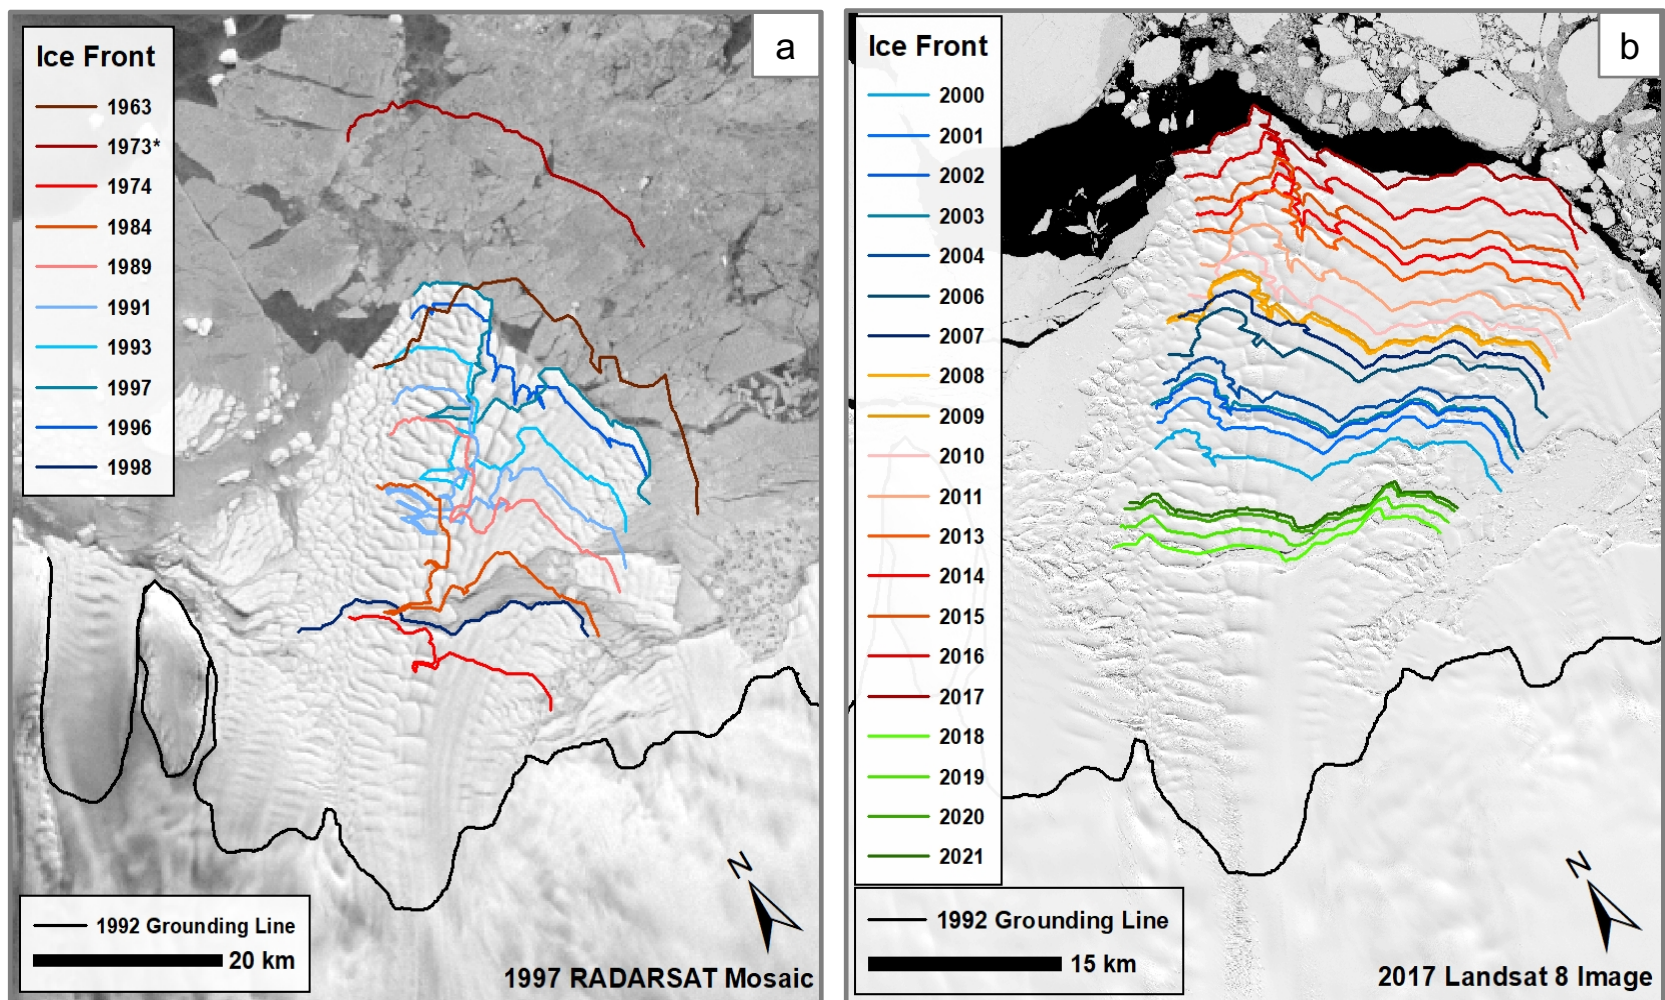 a
Ice Front
1963
1973*
1974
1984
1989
1991
1993
1997
1996
1998
N
1992 Grounding Line
20 km
1997 RADARSAT Mosaic
b
Ice Front
2000
2001
2002
2003
2004
2006
2007
2008
2009
2010
2011
2013
2014
2015
2016
2017
2018
2019
2020
2021
N
1992 Grounding Line
15 km
2017 Landsat 8 Image